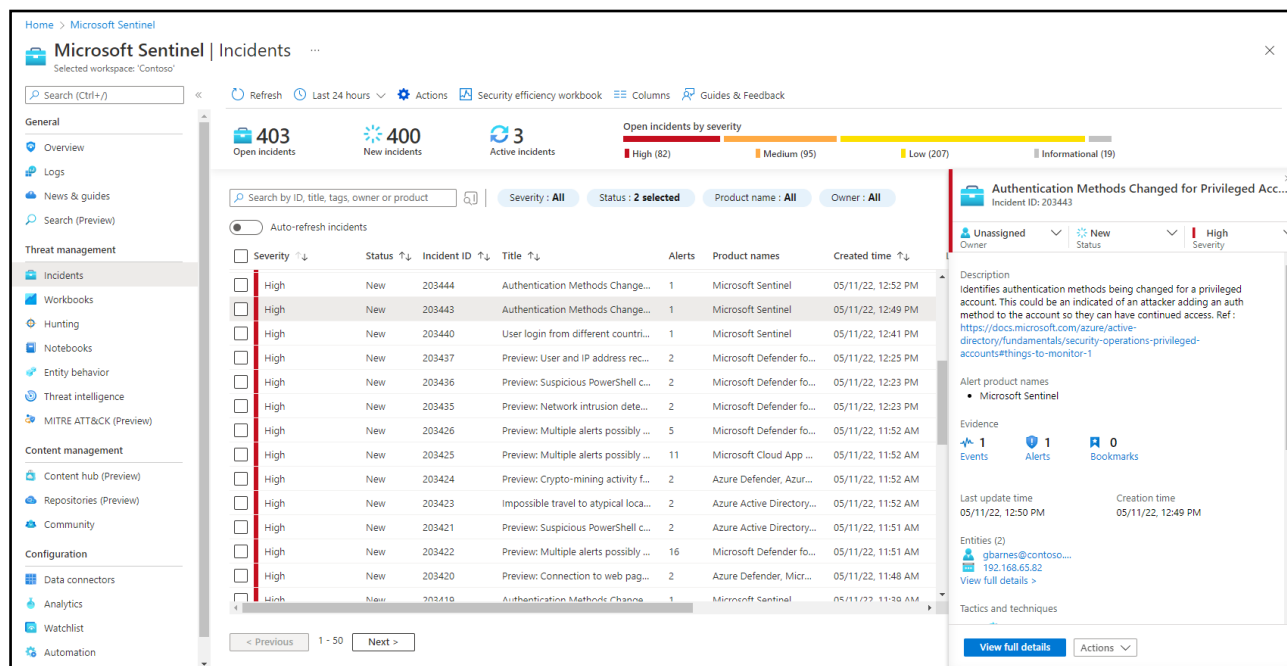 Home > Microsoft Sentinel
Microsoft Sentinel | Incidents ...
Selected workspace: 'Contoso'
Search (Ctrl+/)
«
Refresh Last 24 hours Actions Security efficiency workbook Columns Guides & Feedback
General
Overview
Logs
News & guides
Search (Preview)
Threat management
Incidents
Workbooks
Hunting
Notebooks
Entity behavior
Threat intelligence
MITRE ATT&CK (Preview)
Content management
Content hub (Preview)
Repositories (Preview)
Community
Configuration
Data connectors
Analytics
Watchlist
Automation
403
Open incidents
400
New incidents
3
Active incidents
Open incidents by severity
High (82) Medium (95) Low (207) Informational (19)
Search by ID, title, tags, owner or product
Severity : All Status : 2 selected Product name : All Owner : All
Auto-refresh incidents
Severity ↑↓ Status ↑↓ Incident ID ↑↓ Title ↑↓ Alerts Product names Created time ↑↓
High New 203444 Authentication Methods Change... 1 Microsoft Sentinel 05/11/22, 12:52 PM
High New 203443 Authentication Methods Change... 1 Microsoft Sentinel 05/11/22, 12:49 PM
High New 203440 User login from different countri... 1 Microsoft Sentinel 05/11/22, 12:41 PM
High New 203437 Preview: User and IP address rec... 2 Microsoft Defender fo... 05/11/22, 12:25 PM
High New 203436 Preview: Suspicious PowerShell c... 2 Microsoft Defender fo... 05/11/22, 12:23 PM
High New 203435 Preview: Network intrusion dete... 2 Microsoft Defender fo... 05/11/22, 12:23 PM
High New 203426 Preview: Multiple alerts possibly ... 5 Microsoft Defender fo... 05/11/22, 11:52 AM
High New 203425 Preview: Multiple alerts possibly ... 11 Microsoft Cloud App ... 05/11/22, 11:52 AM
High New 203424 Preview: Crypto-mining activity f... 2 Azure Defender, Azur... 05/11/22, 11:52 AM
High New 203423 Impossible travel to atypical loca... 2 Azure Active Directory... 05/11/22, 11:52 AM
High New 203421 Preview: Suspicious PowerShell c... 2 Azure Active Directory... 05/11/22, 11:51 AM
High New 203422 Preview: Multiple alerts possibly ... 16 Microsoft Defender fo... 05/11/22, 11:51 AM
High New 203420 Preview: Connection to web pag... 2 Azure Defender, Micr... 05/11/22, 11:48 AM
High New 203419 Authentication Methods Change... 1 Microsoft Sentinel 05/11/22, 11:39 AM
< Previous 1 - 50 Next >
Authentication Methods Changed for Privileged Acc...
Incident ID: 203443
Unassigned New High
Owner Status Severity
Description
Identifies authentication methods being changed for a privileged
account. This could be an indicated of an attacker adding an auth
method to the account so they can have continued access. Ref :
https://docs.microsoft.com/azure/active-
directory/fundamentals/security-operations-privileged-
accounts#things-to-monitor-1
Alert product names
• Microsoft Sentinel
Evidence
1 1 0
Events Alerts Bookmarks
Last update time Creation time
05/11/22, 12:50 PM 05/11/22, 12:49 PM
Entities (2)
gbarnes@contoso....
192.168.65.82
View full details >
Tactics and techniques
View full details Actions